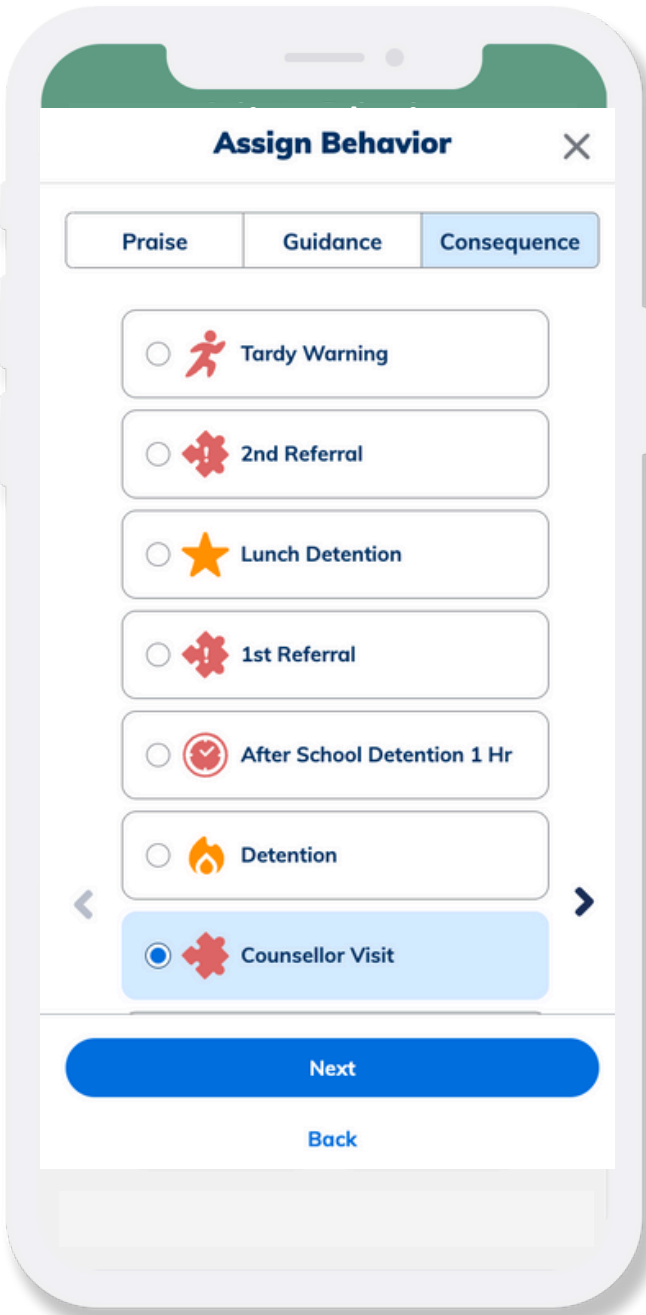 Assign Behavior
Praise
Guidance
Consequence
Tardy Warning
2nd Referral
Lunch Detention
1st Referral
After School Detention 1 Hr
Detention
Counsellor Visit
Next
Back